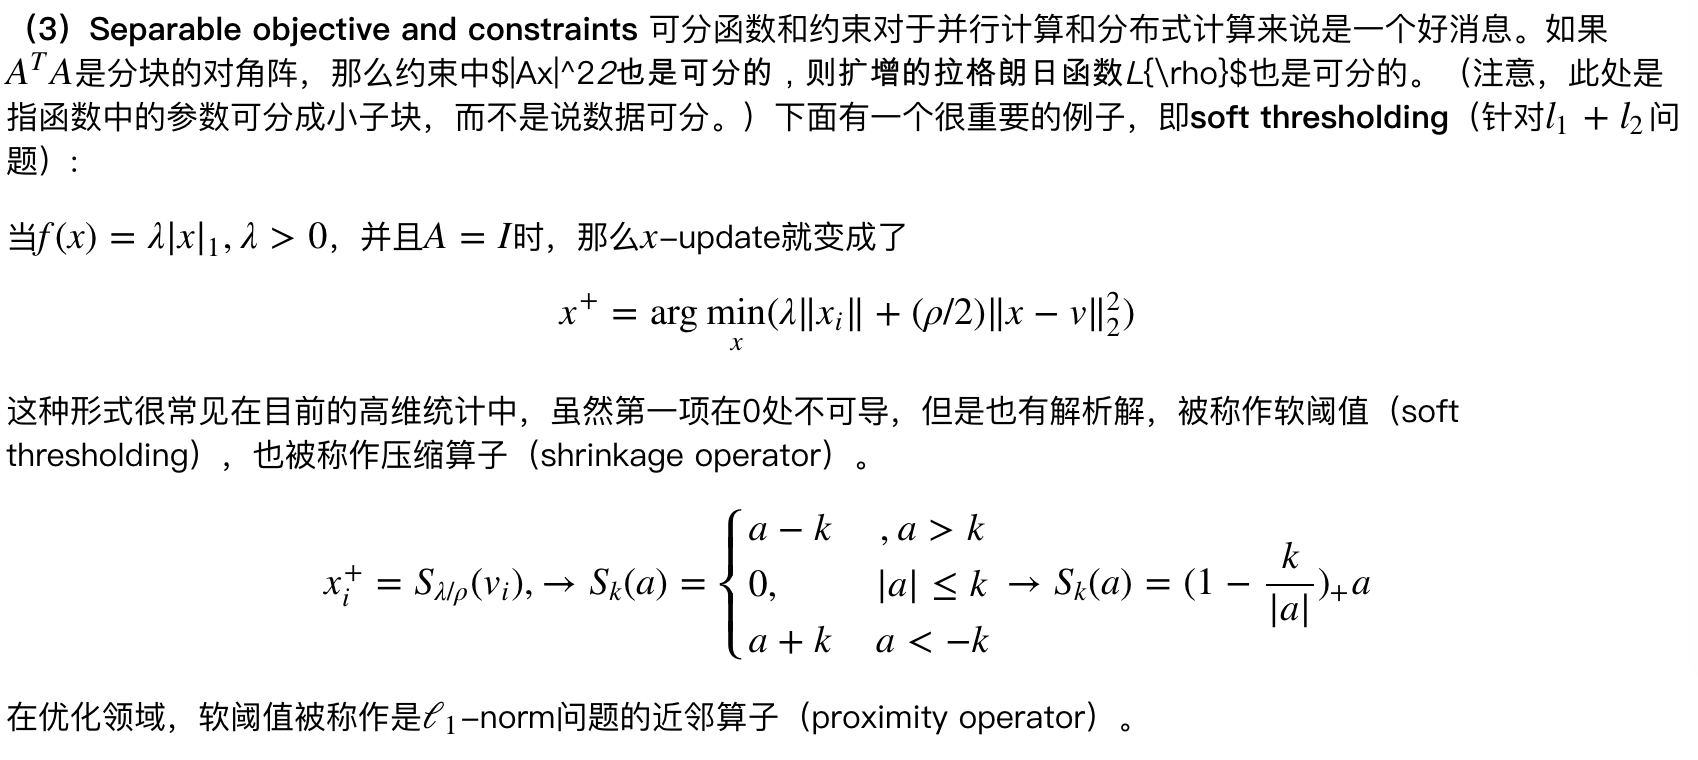 （3）Separable objective and constraints 可分函数和约束对于并行计算和分布式计算来说是一个好消息。如果
$A^T A$是分块的对角阵，那么约束中$|Ax|^22也是可分的，则扩增的拉格朗日函数L{\rho}$也是可分的。（注意，此处是
指函数中的参数可分成小子块，而不是说数据可分。）下面有一个很重要的例子，即soft thresholding（针对$l_1 + l_2$问
题）:
当$f(x) = \lambda|x|_1, \lambda > 0$，并且$A = I$时，那么$x$-update就变成了
$x^+ = \arg\min_x(\lambda\|x_i\| + (\rho/2)\|x - v\|_2^2)$
这种形式很常见在目前的高维统计中，虽然第一项在0处不可导，但是也有解析解，被称作软阈值（soft
thresholding），也被称作压缩算子（shrinkage operator）。
$x_i^+ = S_{\lambda/\rho}(v_i), \rightarrow S_k(a) = \begin{cases} a - k & , a > k \\ 0, & |a| \leq k \\ a + k & a < -k \end{cases} \rightarrow S_k(a) = (1 - \frac{k}{|a|})_+ a$
在优化领域，软阈值被称作是$\ell_1$-norm问题的近邻算子（proximity operator）。